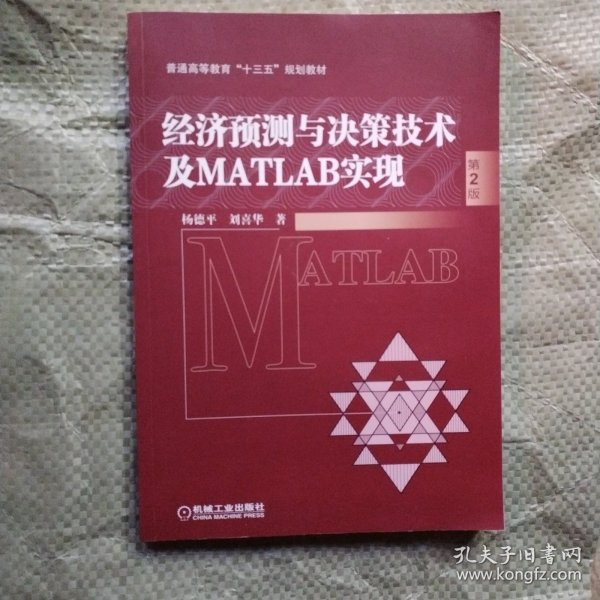 普通高等教育“十三五”规划教材
经济预测与决策技术
及MATLAB实现
第2版
杨德平 刘喜华 著
MATLAB
机械工业出版社
CHINA MACHINE PRESS
孔夫子旧书网
www.kongfz.com